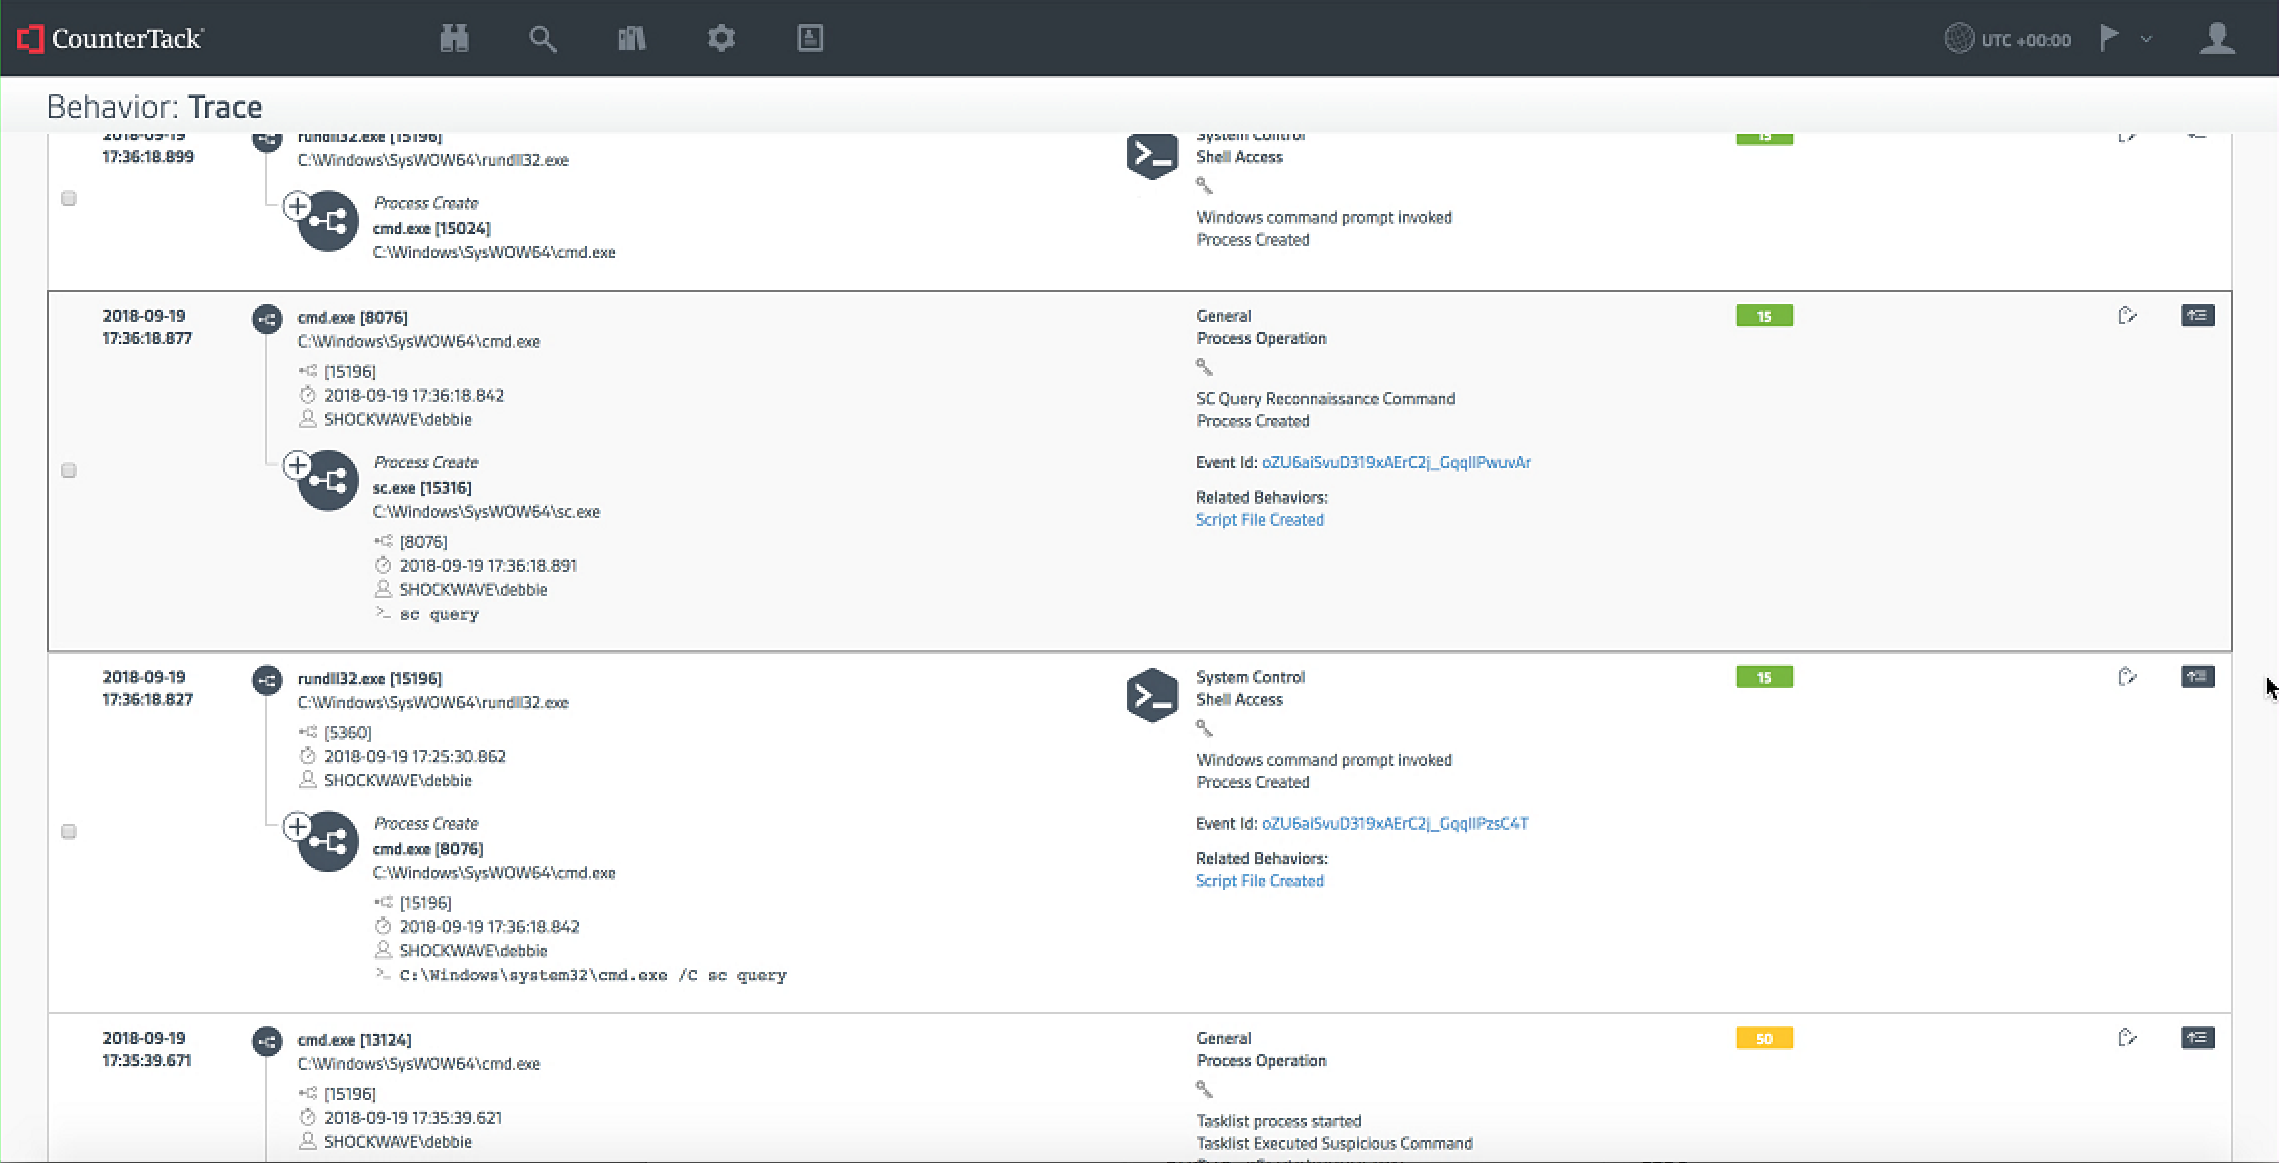 CounterTack
UTC +00:00
Behavior: Trace
2018-09-19
17:36:18.899
rundll32.exe [15196]
C:\Windows\SysWOW64\rundll32.exe
Process Create
cmd.exe [15024]
C:\Windows\SysWOW64\cmd.exe
System Control
Shell Access
Windows command prompt invoked
Process Created
15
2018-09-19
17:36:18.877
cmd.exe [8076]
C:\Windows\SysWOW64\cmd.exe
[15196]
2018-09-19 17:36:18.842
SHOCKWAVE\debbie
Process Create
sc.exe [15316]
C:\Windows\SysWOW64\sc.exe
[8076]
2018-09-19 17:36:18.891
SHOCKWAVE\debbie
>_ sc query
General
Process Operation
SC Query Reconnaissance Command
Process Created
Event Id: oZU6aiSvuD319xAErC2j_GqqIIPwuvAr
Related Behaviors:
Script File Created
15
2018-09-19
17:36:18.827
rundll32.exe [15196]
C:\Windows\SysWOW64\rundll32.exe
[5360]
2018-09-19 17:25:30.862
SHOCKWAVE\debbie
Process Create
cmd.exe [8076]
C:\Windows\SysWOW64\cmd.exe
[15196]
2018-09-19 17:36:18.842
SHOCKWAVE\debbie
>_ C:\Windows\system32\cmd.exe /C sc query
System Control
Shell Access
Windows command prompt invoked
Process Created
Event Id: oZU6aiSvuD319xAErC2j_GqqIIPzsC4T
Related Behaviors:
Script File Created
15
2018-09-19
17:35:39.671
cmd.exe [13124]
C:\Windows\SysWOW64\cmd.exe
[15196]
2018-09-19 17:35:39.621
SHOCKWAVE\debbie
General
Process Operation
Tasklist process started
Tasklist Executed Suspicious Command
50